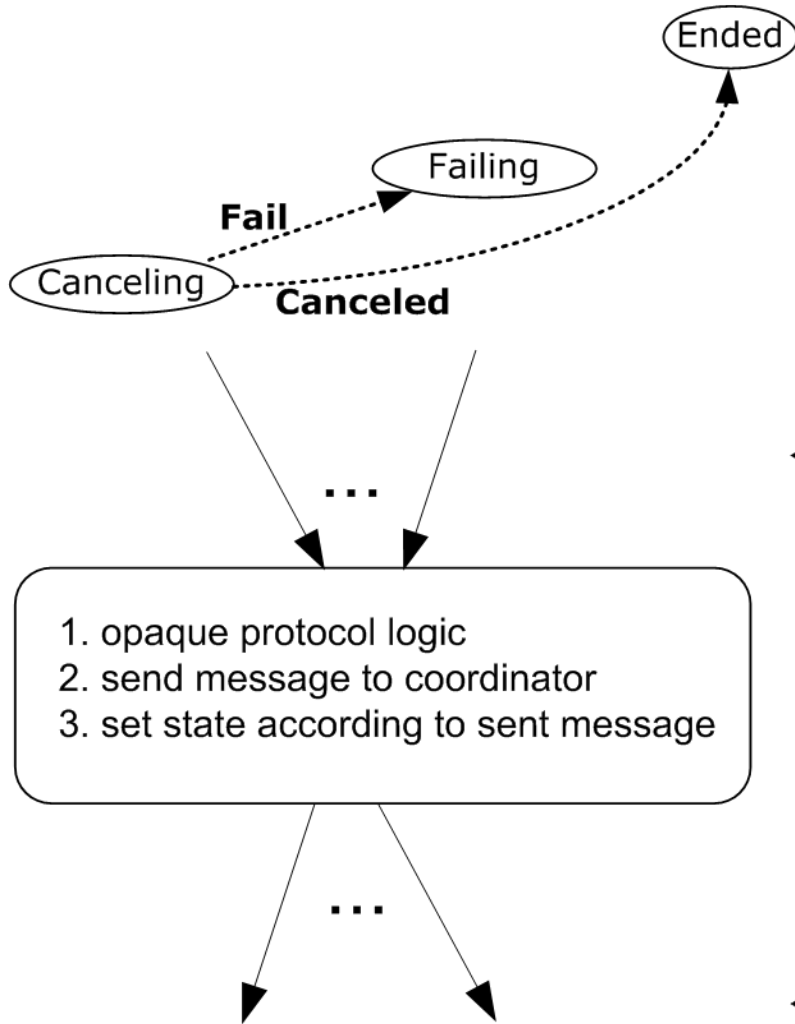 Ended
Failing
Fail
Canceling
Canceled
...
1. opaque protocol logic
2. send message to coordinator
3. set state according to sent message
...